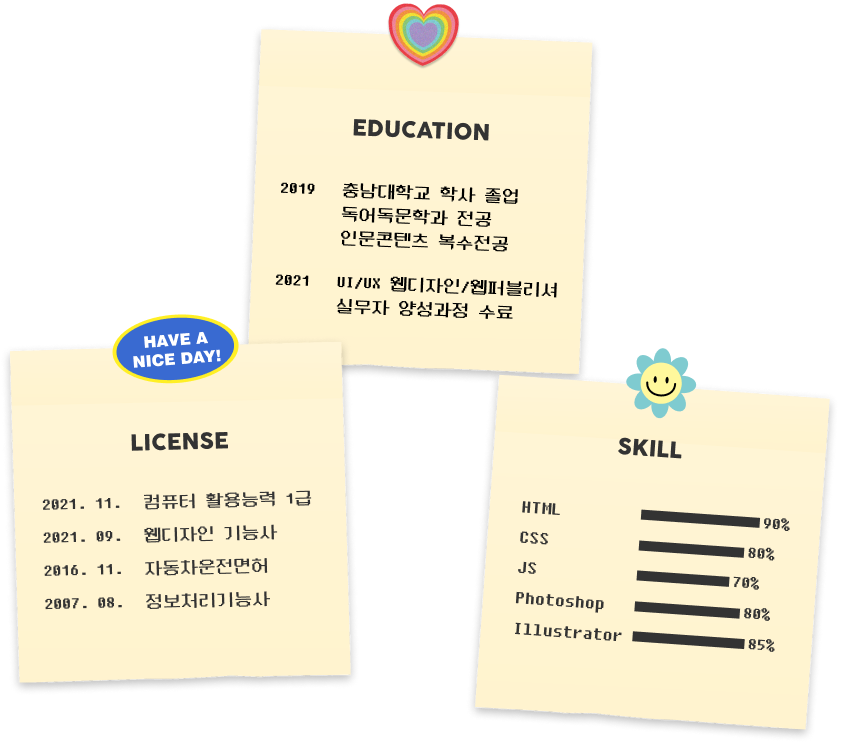 EDUCATION
2019 충남대학교 학사 졸업
독어독문학과 전공
인문콘텐츠 복수전공
2021 UI/UX 웹디자인/웹퍼블리셔
실무자 양성과정 수료
HAVE A
NICE DAY!
LICENSE
2021. 11. 컴퓨터 활용능력 1급
2021. 09. 웹디자인 기능사
2016. 11. 자동차운전면허
2007. 08. 정보처리기능사
SKILL
HTML 90%
CSS 80%
JS 70%
Photoshop 80%
Illustrator 85%